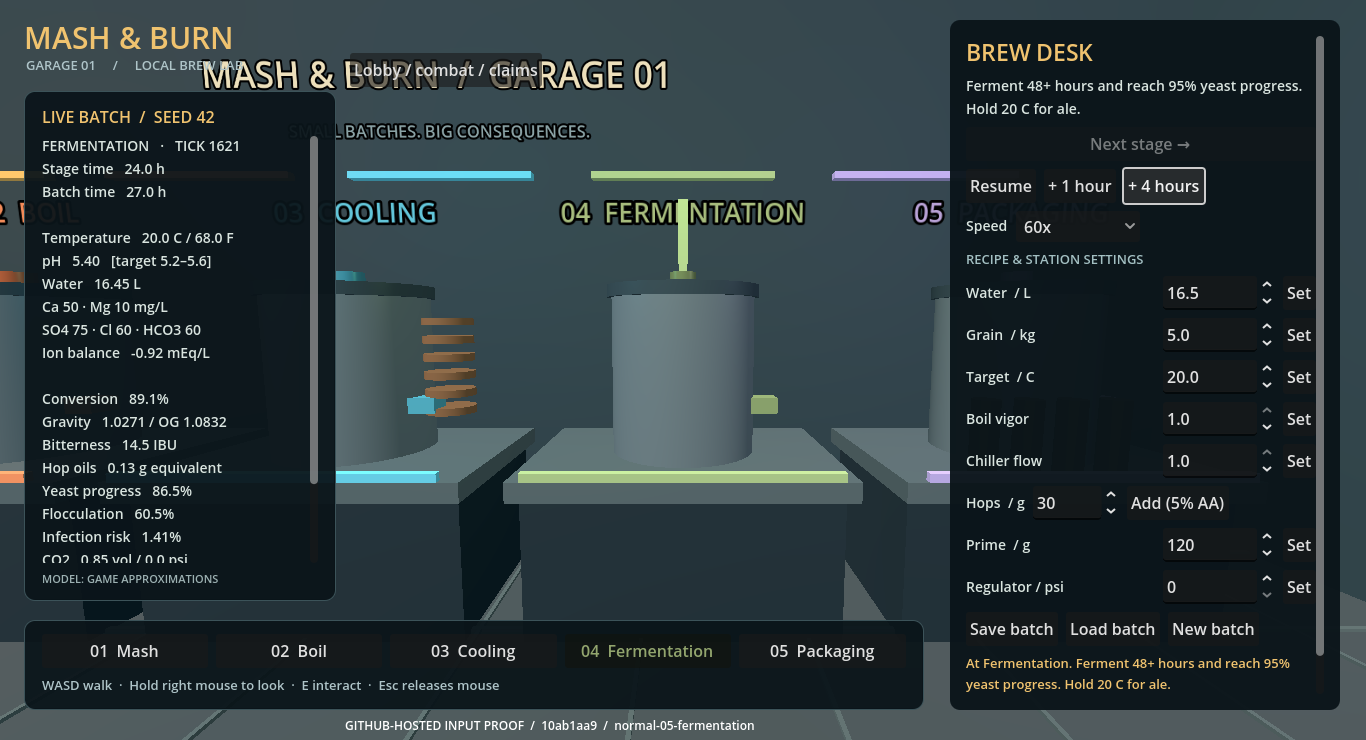 MASH & BURN
GARAGE 01 / LOCAL BREW LAB
MASH & BURN / GARAGE 01
Lobby / combat / claims
SMALL BATCHES. BIG CONSEQUENCES.
LIVE BATCH / SEED 42
FERMENTATION · TICK 1621
Stage time 24.0 h
Batch time 27.0 h
Temperature 20.0 C / 68.0 F
pH 5.40 [target 5.2–5.6]
Water 16.45 L
Ca 50 · Mg 10 mg/L
SO4 75 · Cl 60 · HCO3 60
Ion balance -0.92 mEq/L
Conversion 89.1%
Gravity 1.0271 / OG 1.0832
Bitterness 14.5 IBU
Hop oils 0.13 g equivalent
Yeast progress 86.5%
Flocculation 60.5%
Infection risk 1.41%
CO2 0.85 vol / 0.0 psi
MODEL: GAME APPROXIMATIONS
2 BOIL
03 COOLING
04 FERMENTATION
05 PACKAGING
BREW DESK
Ferment 48+ hours and reach 95% yeast progress.
Hold 20 C for ale.
Next stage →
Resume + 1 hour + 4 hours
Speed 60x
RECIPE & STATION SETTINGS
Water / L 16.5 Set
Grain / kg 5.0 Set
Target / C 20.0 Set
Boil vigor 1.0 Set
Chiller flow 1.0 Set
Hops / g 30 Add (5% AA)
Prime / g 120 Set
Regulator / psi 0 Set
Save batch Load batch New batch
At Fermentation. Ferment 48+ hours and reach 95%
yeast progress. Hold 20 C for ale.
01 Mash 02 Boil 03 Cooling 04 Fermentation 05 Packaging
WASD walk · Hold right mouse to look · E interact · Esc releases mouse
GITHUB-HOSTED INPUT PROOF / 10ab1aa9 / normal-05-fermentation